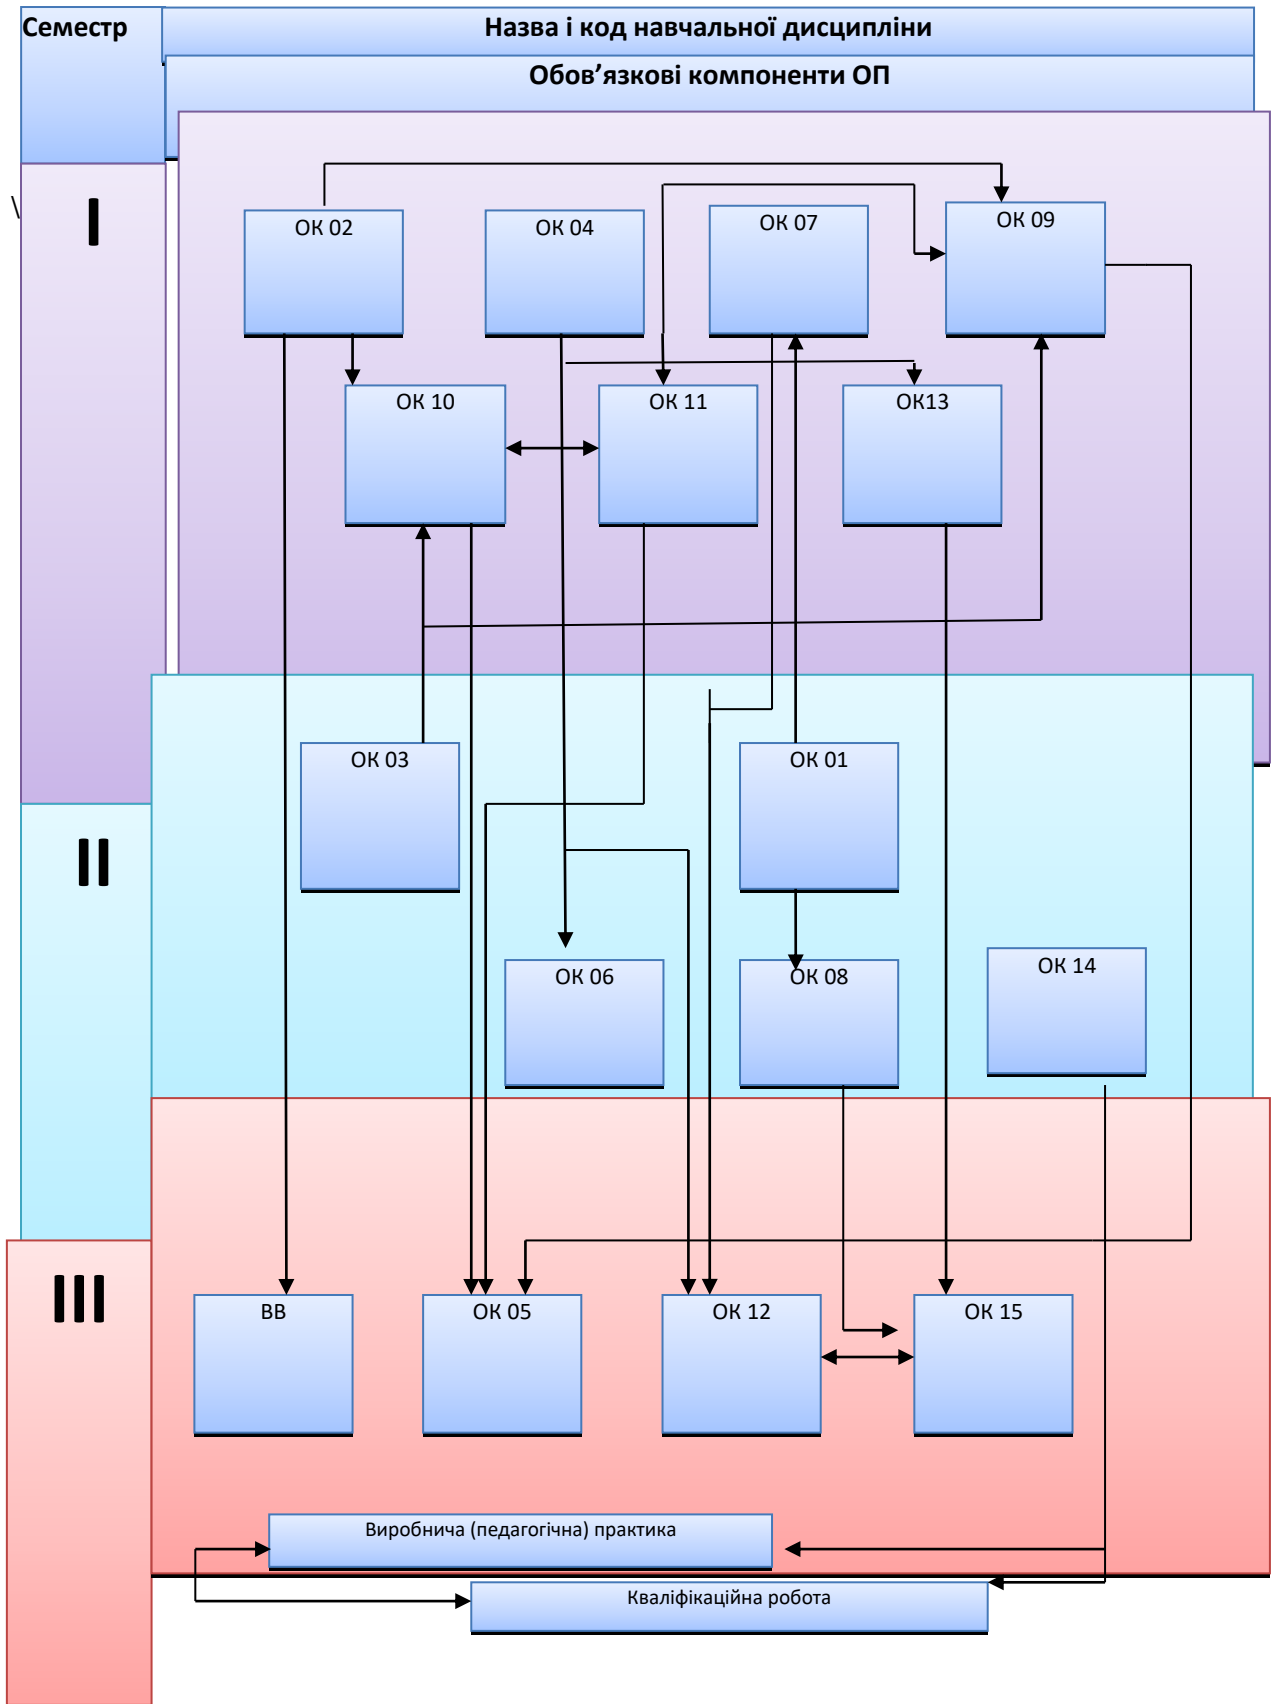 Семестр
Назва і код навчальної дисципліни
Обов’язкові компоненти ОП
\
I
ОК 02
ОК 04
ОК 07
ОК 09
ОК 10
ОК 11
ОК13
II
ОК 03
ОК 01
ОК 06
ОК 08
ОК 14
III
ВВ
ОК 05
ОК 12
ОК 15
Виробнича (педагогічна) практика
Кваліфікаційна робота